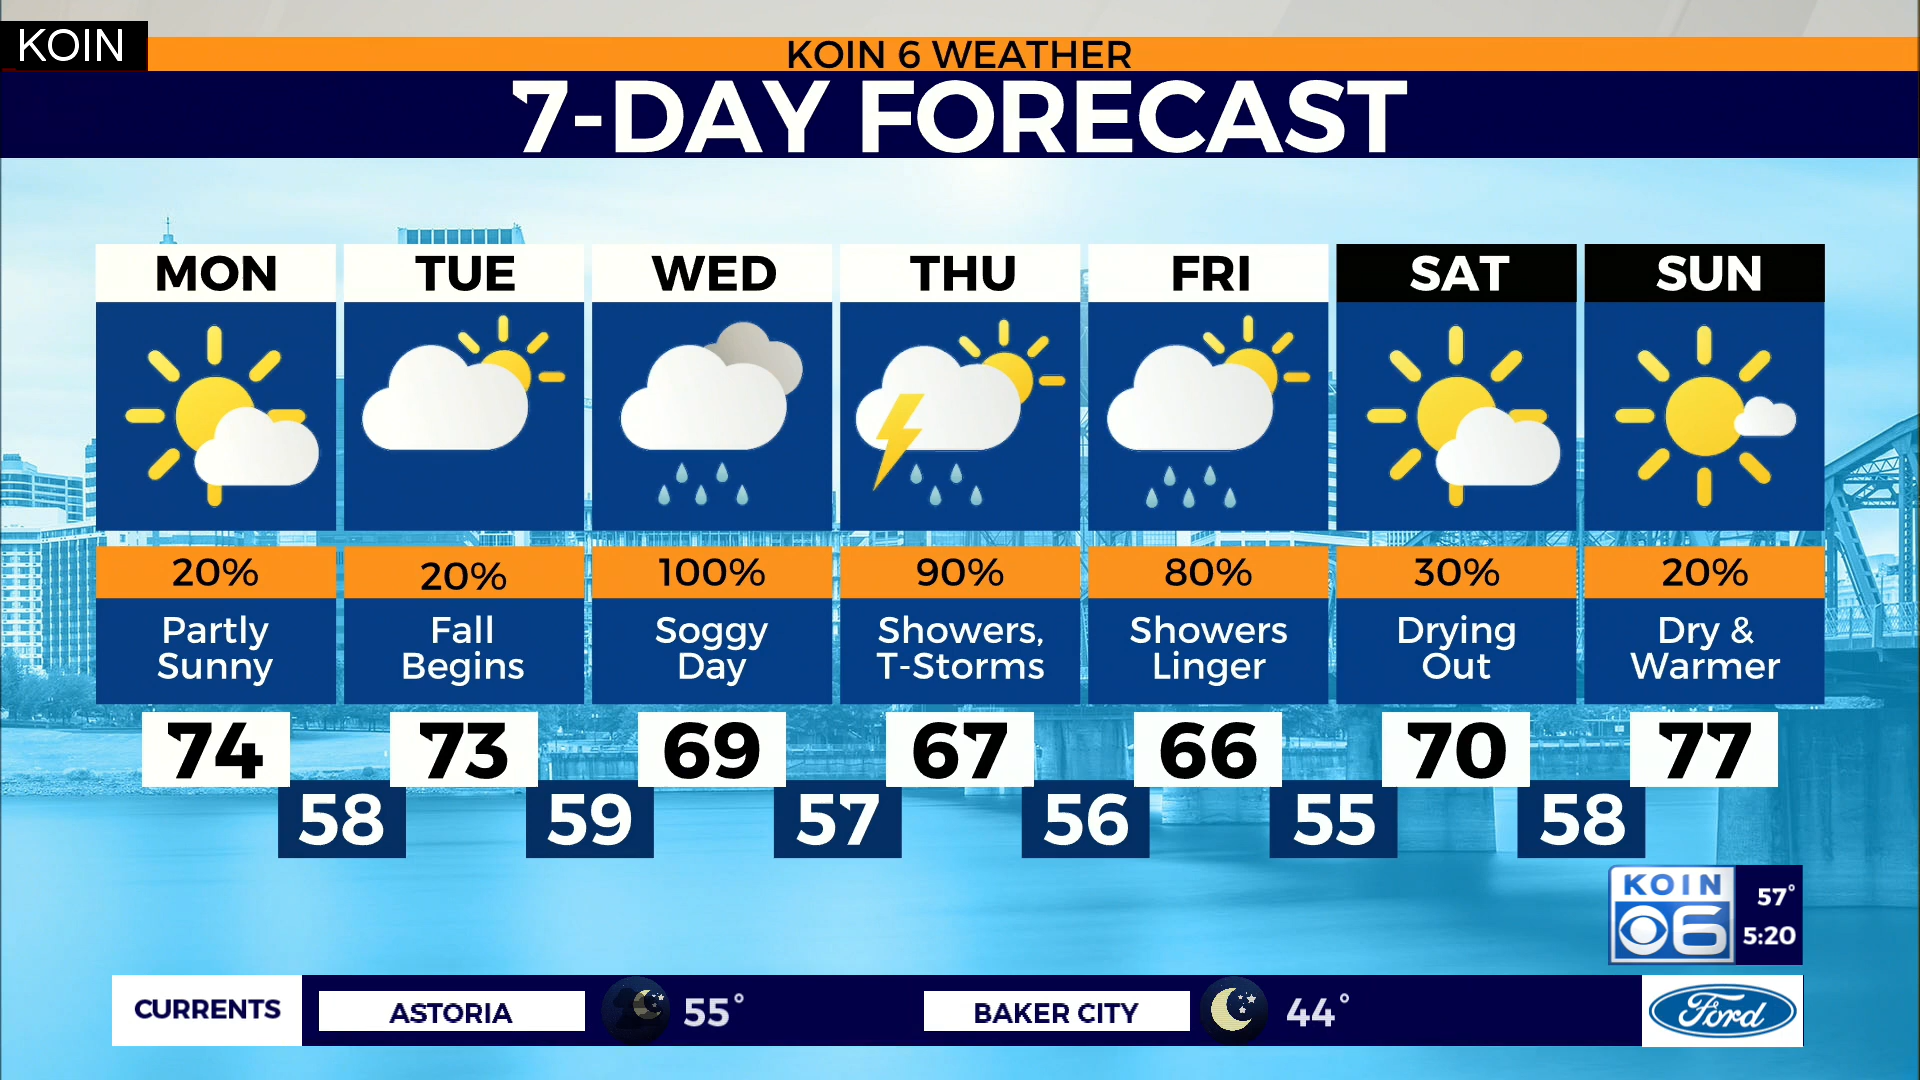 KOIN
KOIN 6 WEATHER
7-DAY FORECAST
MON TUE WED THU FRI SAT SUN
20% 20% 100% 90% 80% 30% 20%
Partly Sunny
Fall Begins
Soggy Day
Showers, T-Storms
Showers Linger
Drying Out
Dry & Warmer
74 73 69 67 66 70 77
58 59 57 56 55 58
KOIN 6
57°
5:20
CURRENTS ASTORIA 55° BAKER CITY 44° Ford